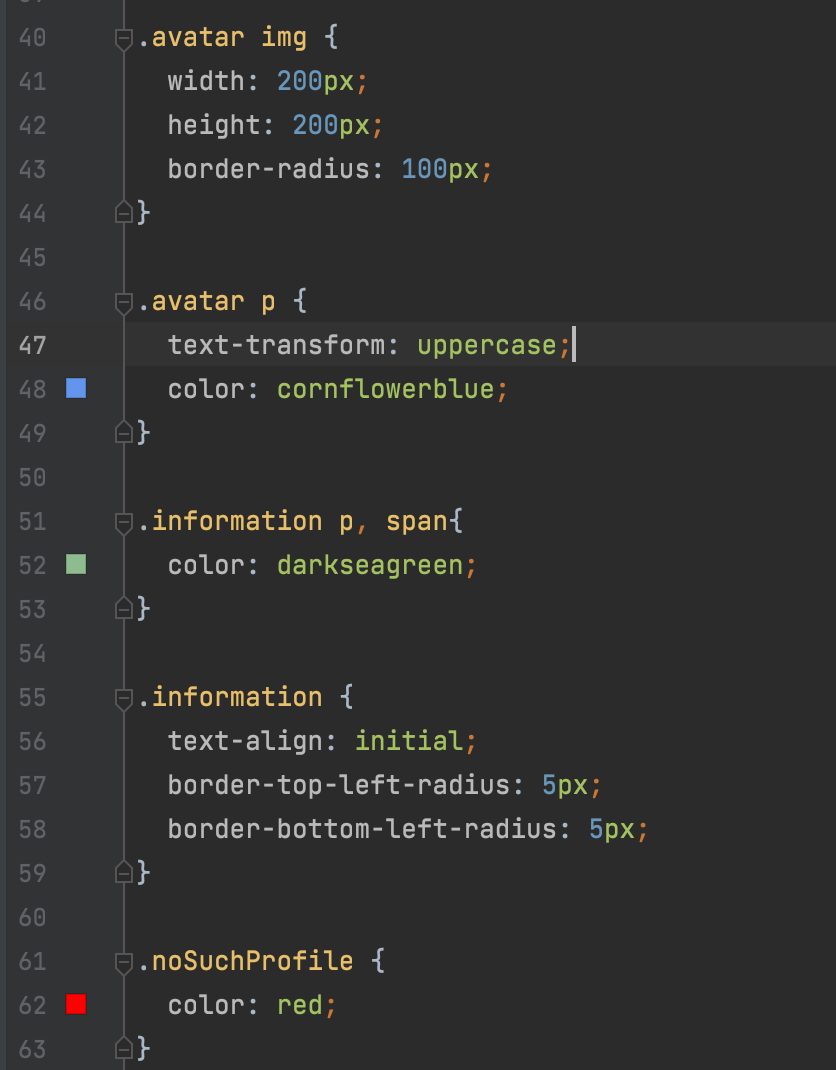 40 .avatar img {
41 width: 200px;
42 height: 200px;
43 border-radius: 100px;
44 }
45
46 .avatar p {
47 text-transform: uppercase;
48 color: cornflowerblue;
49 }
50
51 .information p, span{
52 color: darkseagreen;
53 }
54
55 .information {
56 text-align: initial;
57 border-top-left-radius: 5px;
58 border-bottom-left-radius: 5px;
59 }
60
61 .noSuchProfile {
62 color: red;
63 }